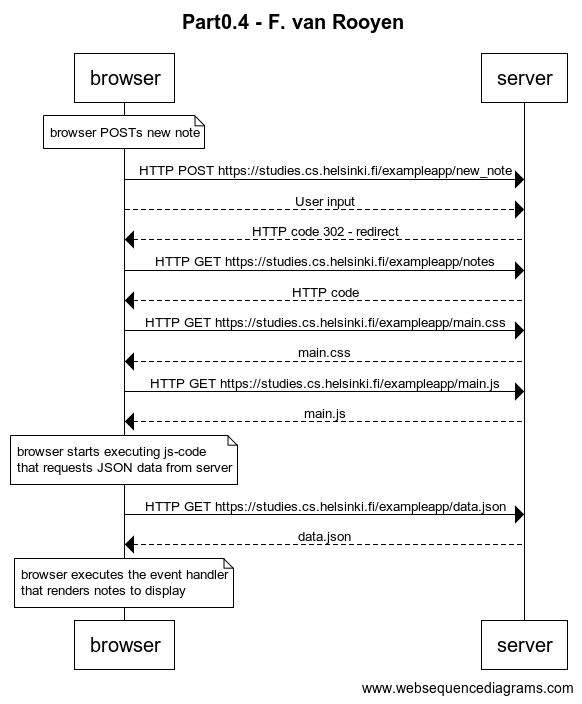 Part0.4 - F. van Rooyen
browser
server
browser POSTs new note
HTTP POST https://studies.cs.helsinki.fi/exampleapp/new_note
User input
HTTP code 302 - redirect
HTTP GET https://studies.cs.helsinki.fi/exampleapp/notes
HTTP code
HTTP GET https://studies.cs.helsinki.fi/exampleapp/main.css
main.css
HTTP GET https://studies.cs.helsinki.fi/exampleapp/main.js
main.js
browser starts executing js-code
that requests JSON data from server
HTTP GET https://studies.cs.helsinki.fi/exampleapp/data.json
data.json
browser executes the event handler
that renders notes to display
browser
server
www.websequencediagrams.com